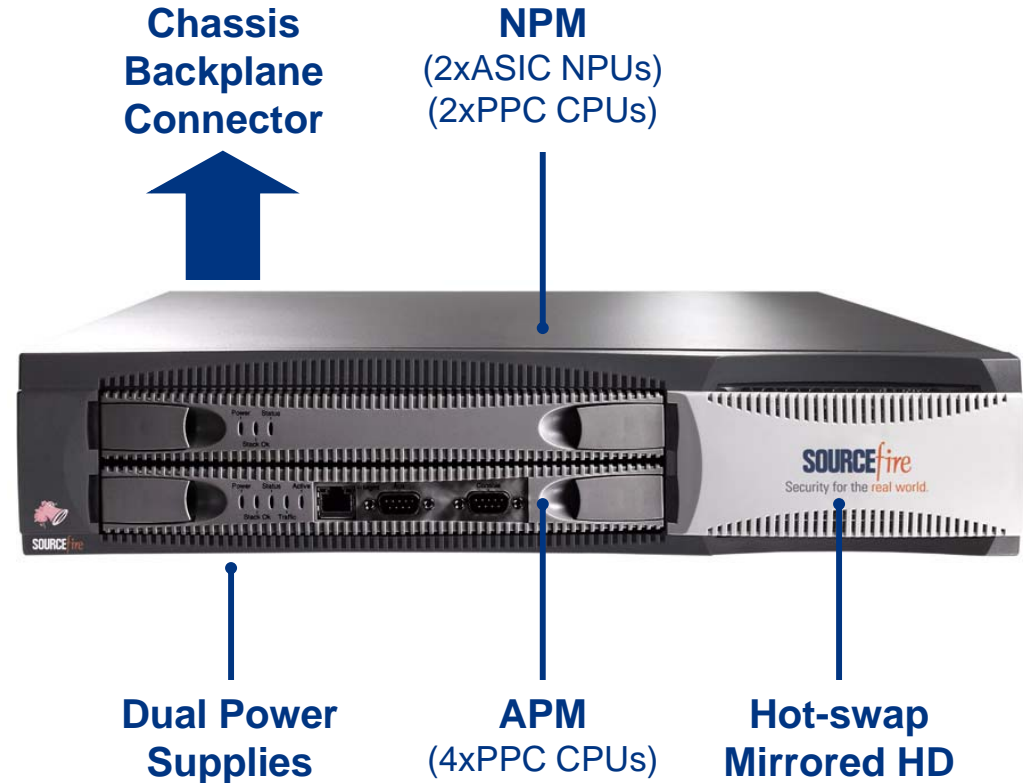 Chassis
Backplane
Connector
NPM
(2xASIC NPUs)
(2xPPC CPUs)
Power Status
Stack Ok
SOURCEfire
Security for the real world.
Power Status Active
Stack Ok Traffic
SOURCEfire
Dual Power
Supplies
APM
(4xPPC CPUs)
Hot-swap
Mirrored HD